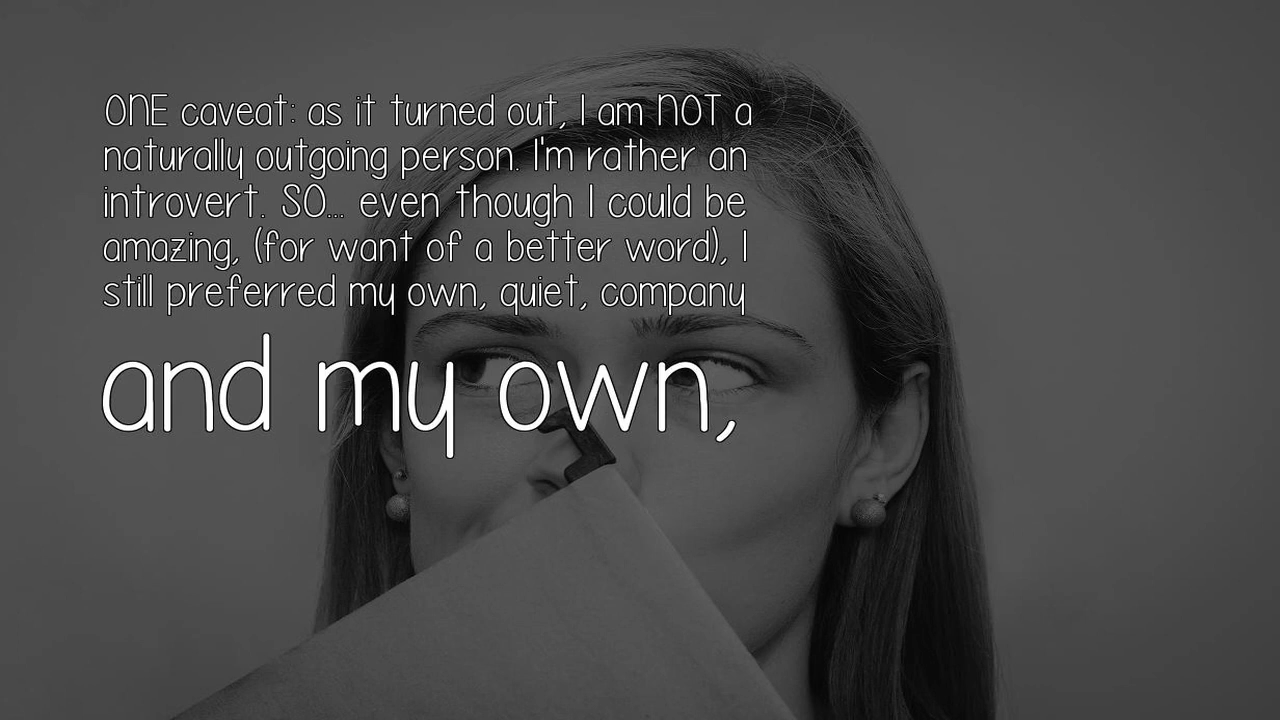 ONE caveat: as it turned out, I am NOT a
naturally outgoing person. I'm rather an
introvert. SO... even though I could be
amazing, (for want of a better word), I
still preferred my own, quiet, company
and my own,